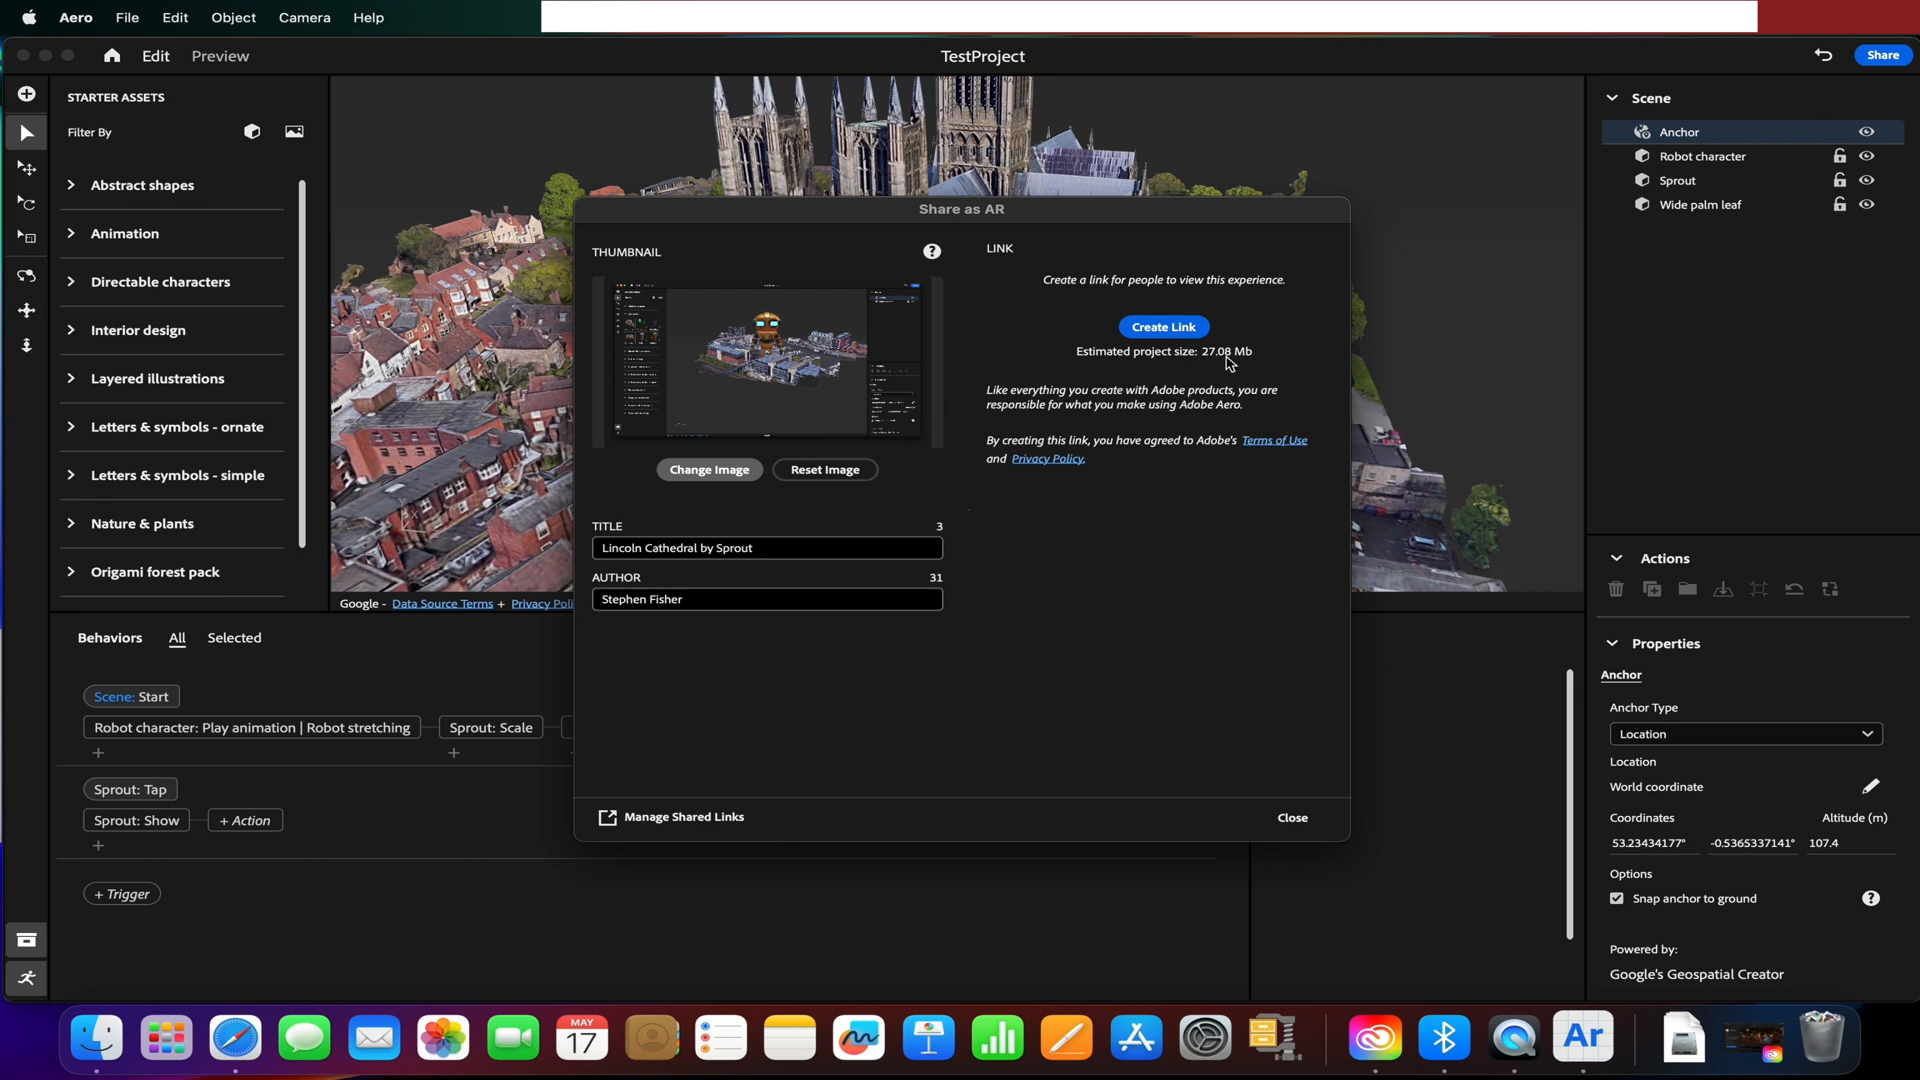 Aero File Edit Object Camera Help
Edit Preview
TestProject
Share
STARTER ASSETS
Filter By
Abstract shapes
Animation
Directable characters
Interior design
Layered illustrations
Letters & symbols - ornate
Letters & symbols - simple
Nature & plants
Origami forest pack
Google - Data Source Terms + Privacy Poli
Share as AR
THUMBNAIL
?
Change Image Reset Image
TITLE 3
Lincoln Cathedral by Sprout
AUTHOR 31
Stephen Fisher
LINK
Create a link for people to view this experience.
Create Link
Estimated project size: 27.08 Mb
Like everything you create with Adobe products, you are
responsible for what you make using Adobe Aero.
By creating this link, you have agreed to Adobe's Terms of Use
and Privacy Policy.
Manage Shared Links
Close
Scene
Anchor
Robot character
Sprout
Wide palm leaf
Actions
Properties
Anchor
Anchor Type
Location
Location
World coordinate
Coordinates Altitude (m)
53.23434177° -0.5365337141° 107.4
Options
Snap anchor to ground ?
Powered by:
Google's Geospatial Creator
Behaviors All Selected
Scene: Start
Robot character: Play animation | Robot stretching Sprout: Scale
+ +
Sprout: Tap
Sprout: Show + Action
+
+ Trigger
MAY
17
Ar